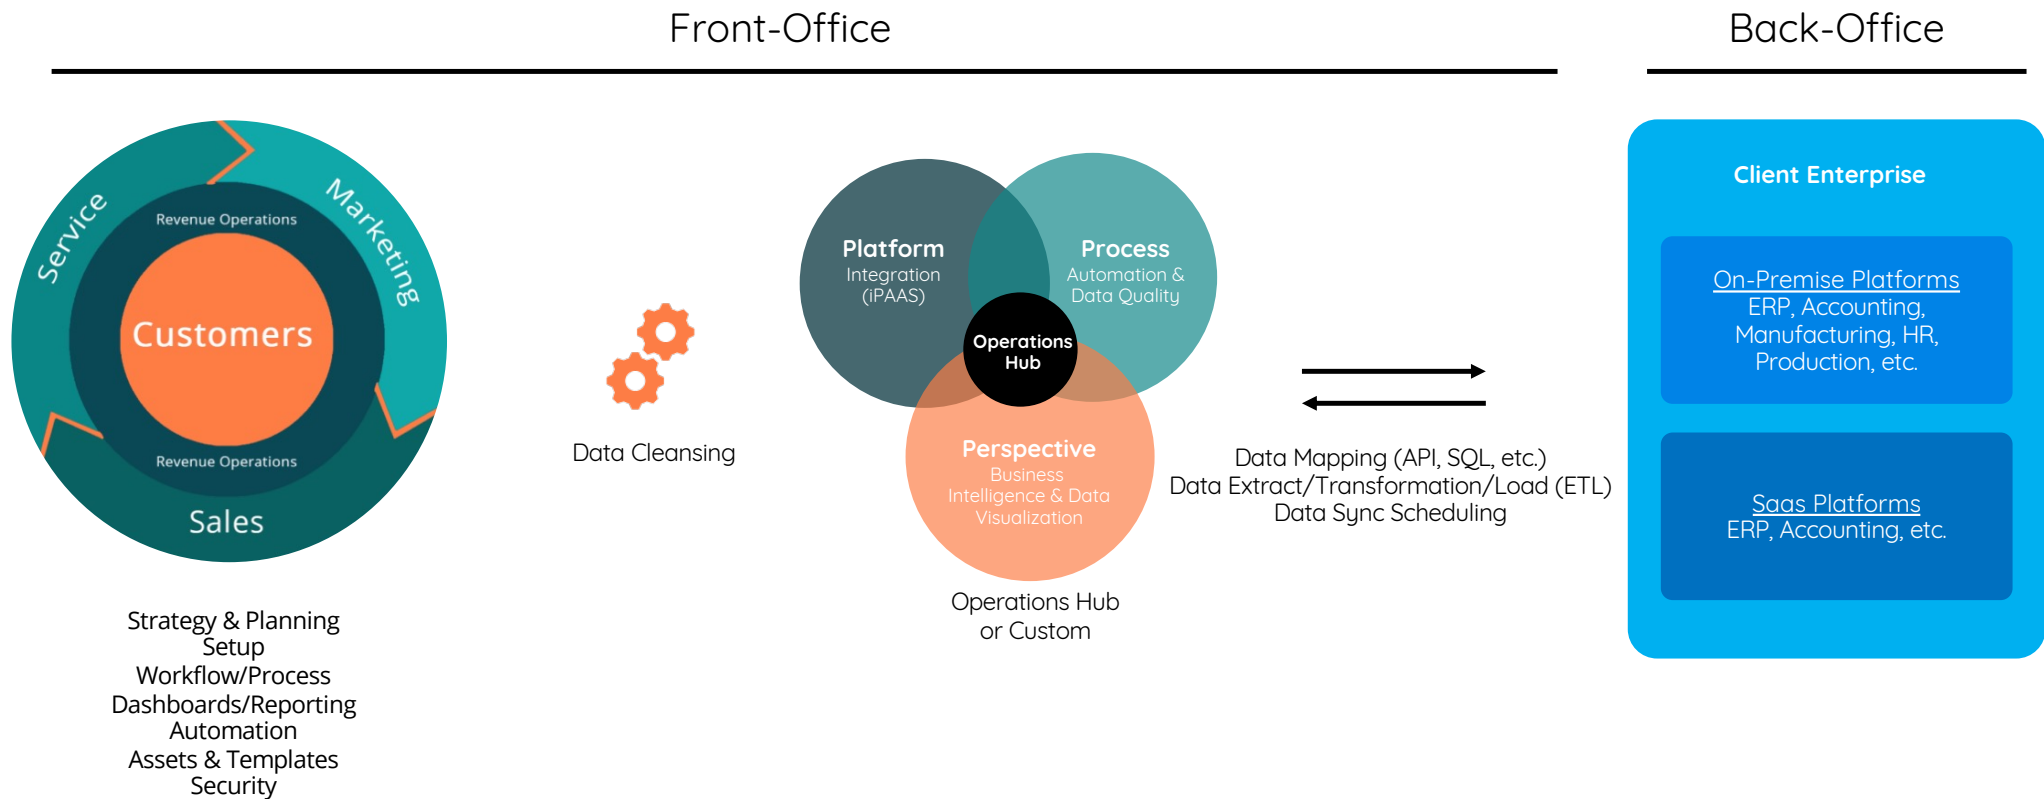 Front-Office
Back-Office
Service
Marketing
Revenue Operations
Customers
Revenue Operations
Sales
Strategy & Planning
Setup
Workflow/Process
Dashboards/Reporting
Automation
Assets & Templates
Security
Data Cleansing
Platform
Integration
(iPAAS)
Process
Automation &
Data Quality
Operations
Hub
Perspective
Business
Intelligence & Data
Visualization
Operations Hub
or Custom
Data Mapping (API, SQL, etc.)
Data Extract/Transformation/Load (ETL)
Data Sync Scheduling
Client Enterprise
On-Premise Platforms
ERP, Accounting,
Manufacturing, HR,
Production, etc.
Saas Platforms
ERP, Accounting, etc.